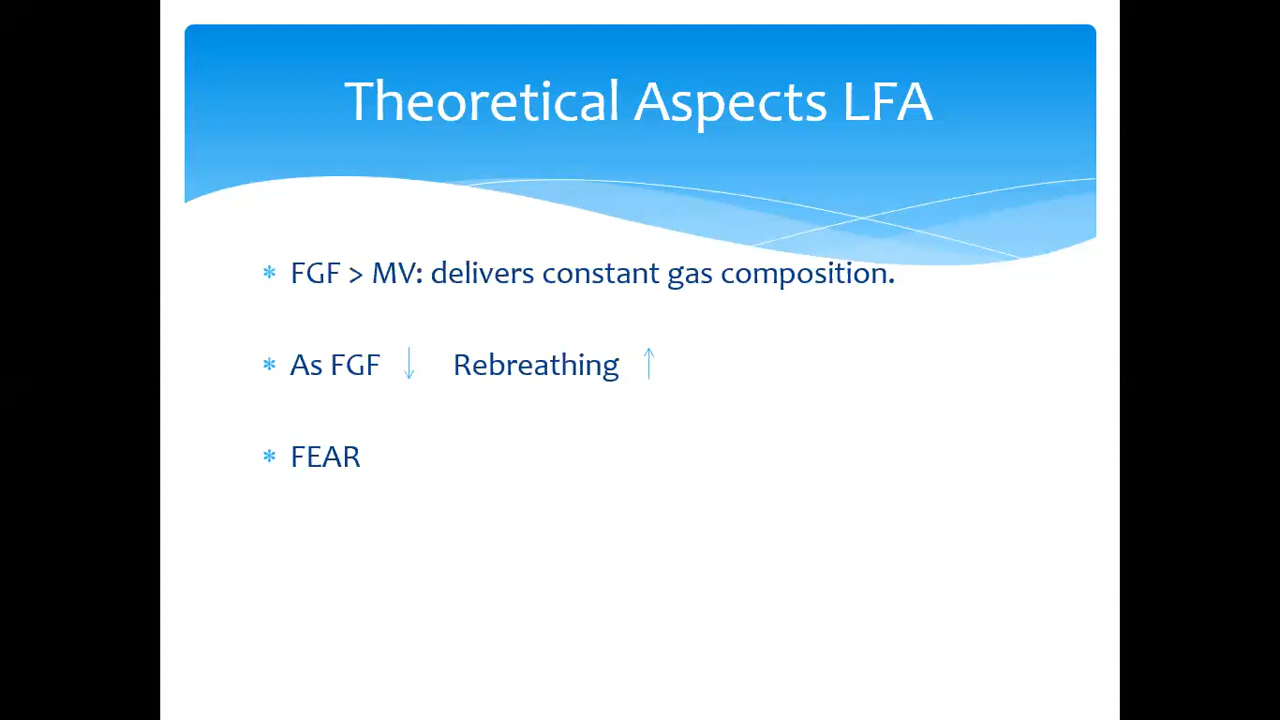 Theoretical Aspects LFA
* FGF > MV: delivers constant gas composition.
* As FGF ↓ Rebreathing ↑
* FEAR